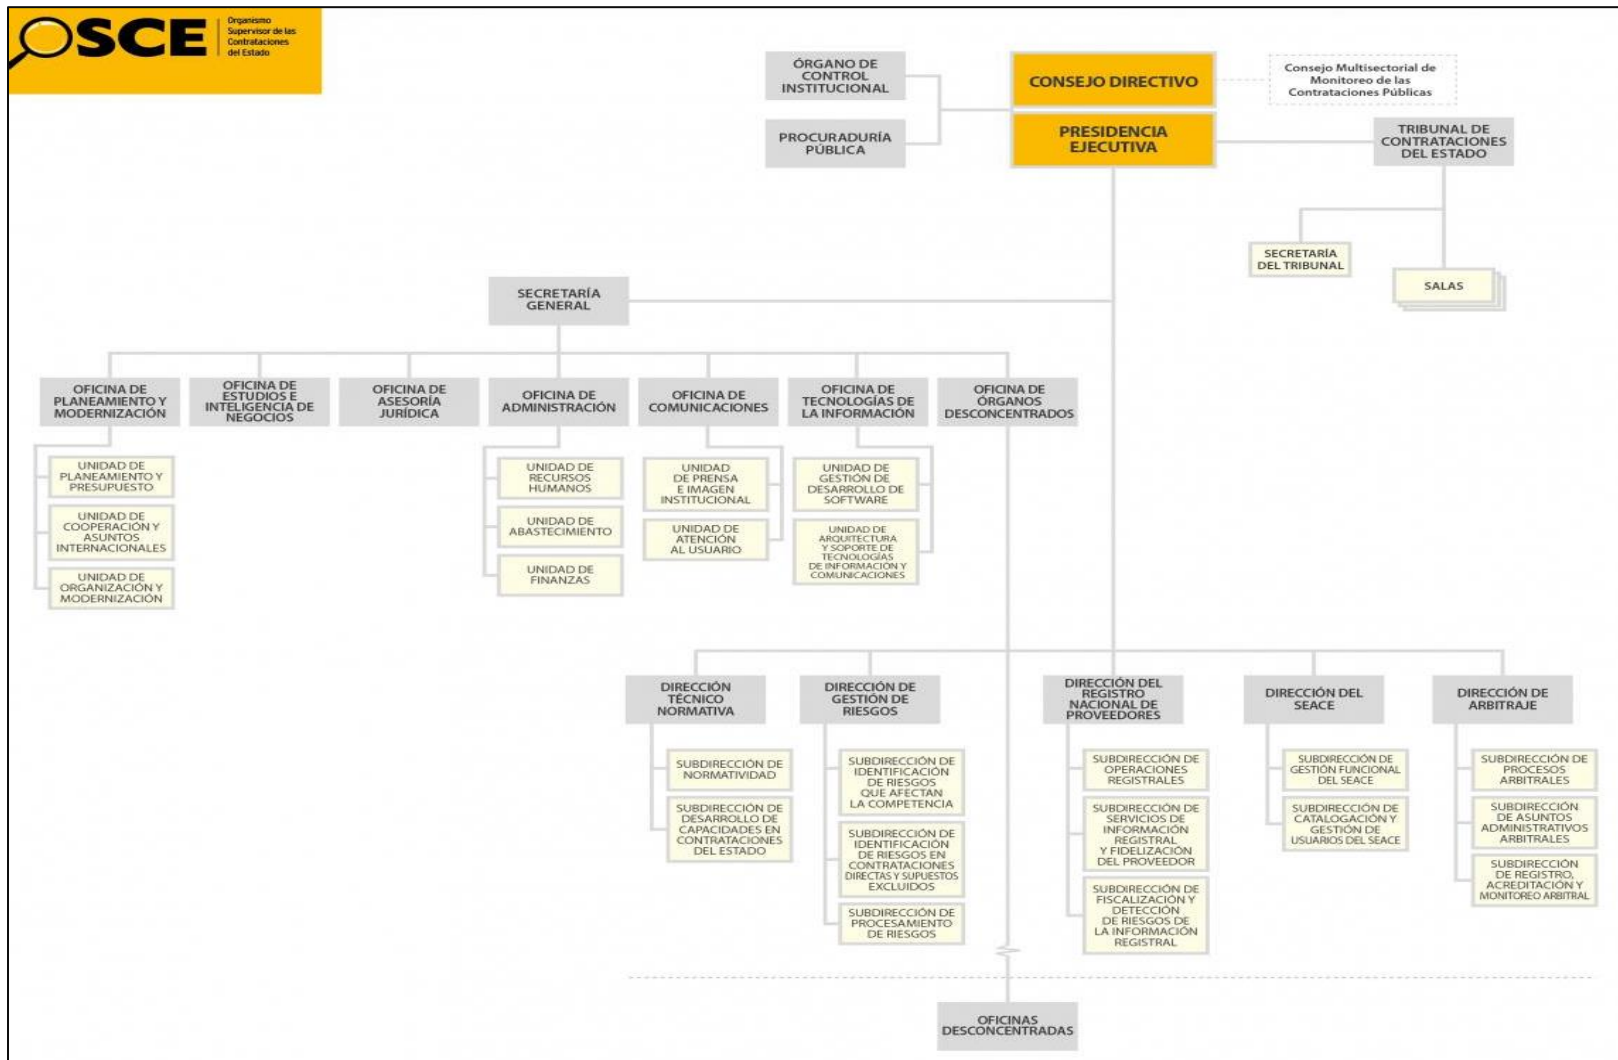 OSCE
Organismo
Supervisor de las
Contrataciones
del Estado
ÓRGANO DE
CONTROL
INSTITUCIONAL
PROCURADURÍA
PÚBLICA
CONSEJO DIRECTIVO
PRESIDENCIA
EJECUTIVA
Consejo Multisectorial de
Monitoreo de las
Contrataciones Públicas
TRIBUNAL DE
CONTRATACIONES
DEL ESTADO
SECRETARÍA
DEL TRIBUNAL
SALAS
SECRETARÍA
GENERAL
OFICINA DE
PLANEAMIENTO Y
MODERNIZACIÓN
OFICINA DE
ESTUDIOS E
INTELIGENCIA DE
NEGOCIOS
OFICINA DE
ASESORÍA
JURÍDICA
OFICINA DE
ADMINISTRACIÓN
OFICINA DE
COMUNICACIONES
OFICINA DE
TECNOLOGÍAS DE
LA INFORMACIÓN
OFICINA DE
ÓRGANOS
DESCONCENTRADOS
UNIDAD DE
PLANEAMIENTO Y
PRESUPUESTO
UNIDAD DE
COOPERACIÓN Y
ASUNTOS
INTERNACIONALES
UNIDAD DE
ORGANIZACIÓN Y
MODERNIZACIÓN
UNIDAD DE
RECURSOS
HUMANOS
UNIDAD DE
ABASTECIMIENTO
UNIDAD DE
FINANZAS
UNIDAD
DE PRENSA
E IMAGEN
INSTITUCIONAL
UNIDAD DE
ATENCIÓN
AL USUARIO
UNIDAD DE
GESTIÓN DE
DESARROLLO DE
SOFTWARE
UNIDAD DE
ARQUITECTURA
Y SOPORTE DE
TECNOLOGÍAS
DE INFORMACIÓN Y
COMUNICACIONES
DIRECCIÓN
TÉCNICO
NORMATIVA
SUBDIRECCIÓN DE
NORMATIVIDAD
SUBDIRECCIÓN DE
DESARROLLO DE
CAPACIDADES EN
CONTRATACIONES
DEL ESTADO
DIRECCIÓN DE
GESTIÓN DE
RIESGOS
SUBDIRECCIÓN DE
IDENTIFICACIÓN
DE RIESGOS
QUE AFECTAN
LA COMPETENCIA
SUBDIRECCIÓN DE
IDENTIFICACIÓN
DE RIESGOS EN
CONTRATACIONES
DIRECTAS Y SUPUESTOS
EXCLUIDOS
SUBDIRECCIÓN DE
PROCESAMIENTO
DE RIESGOS
DIRECCIÓN DEL
REGISTRO
NACIONAL DE
PROVEEDORES
SUBDIRECCIÓN DE
OPERACIONES
REGISTRALES
SUBDIRECCIÓN DE
SERVICIOS DE
INFORMACIÓN
REGISTRAL
Y FIDELIZACIÓN
DEL PROVEEDOR
SUBDIRECCIÓN DE
FISCALIZACIÓN Y
DETECCIÓN
DE RIESGOS DE
LA INFORMACIÓN
REGISTRAL
DIRECCIÓN DEL
SEACE
SUBDIRECCIÓN DE
GESTIÓN FUNCIONAL
DEL SEACE
SUBDIRECCIÓN DE
CATALOGACIÓN Y
GESTIÓN DE
USUARIOS DEL SEACE
DIRECCIÓN DE
ARBITRAJE
SUBDIRECCIÓN DE
PROCESOS
ARBITRALES
SUBDIRECCIÓN
DE ASUNTOS
ADMINISTRATIVOS
ARBITRALES
SUBDIRECCIÓN
DE REGISTRO,
ACREDITACIÓN Y
MONITOREO ARBITRAL
OFICINAS
DESCONCENTRADAS